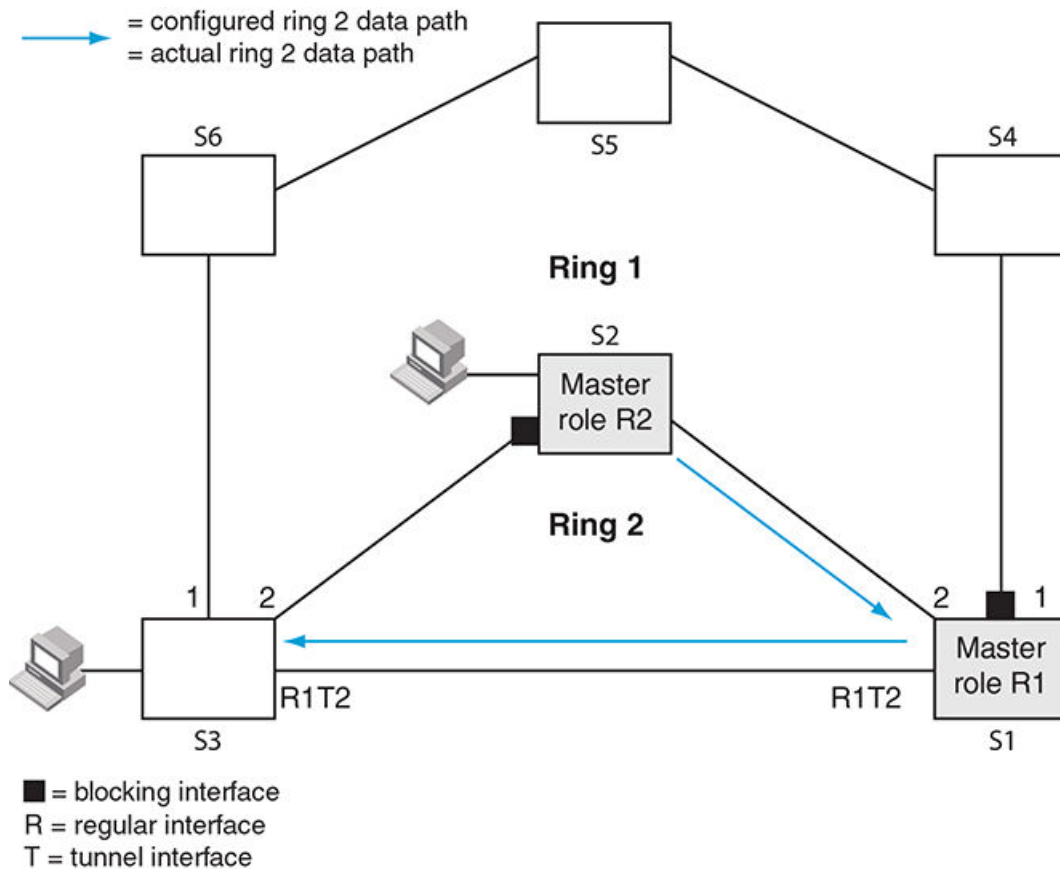 = configured ring 2 data path
= actual ring 2 data path
S5
S6
S4
Ring 1
S2
Master
role R2
Ring 2
1
2
2
1
Master
role R1
R1T2
R1T2
S3
S1
= blocking interface
R = regular interface
T = tunnel interface